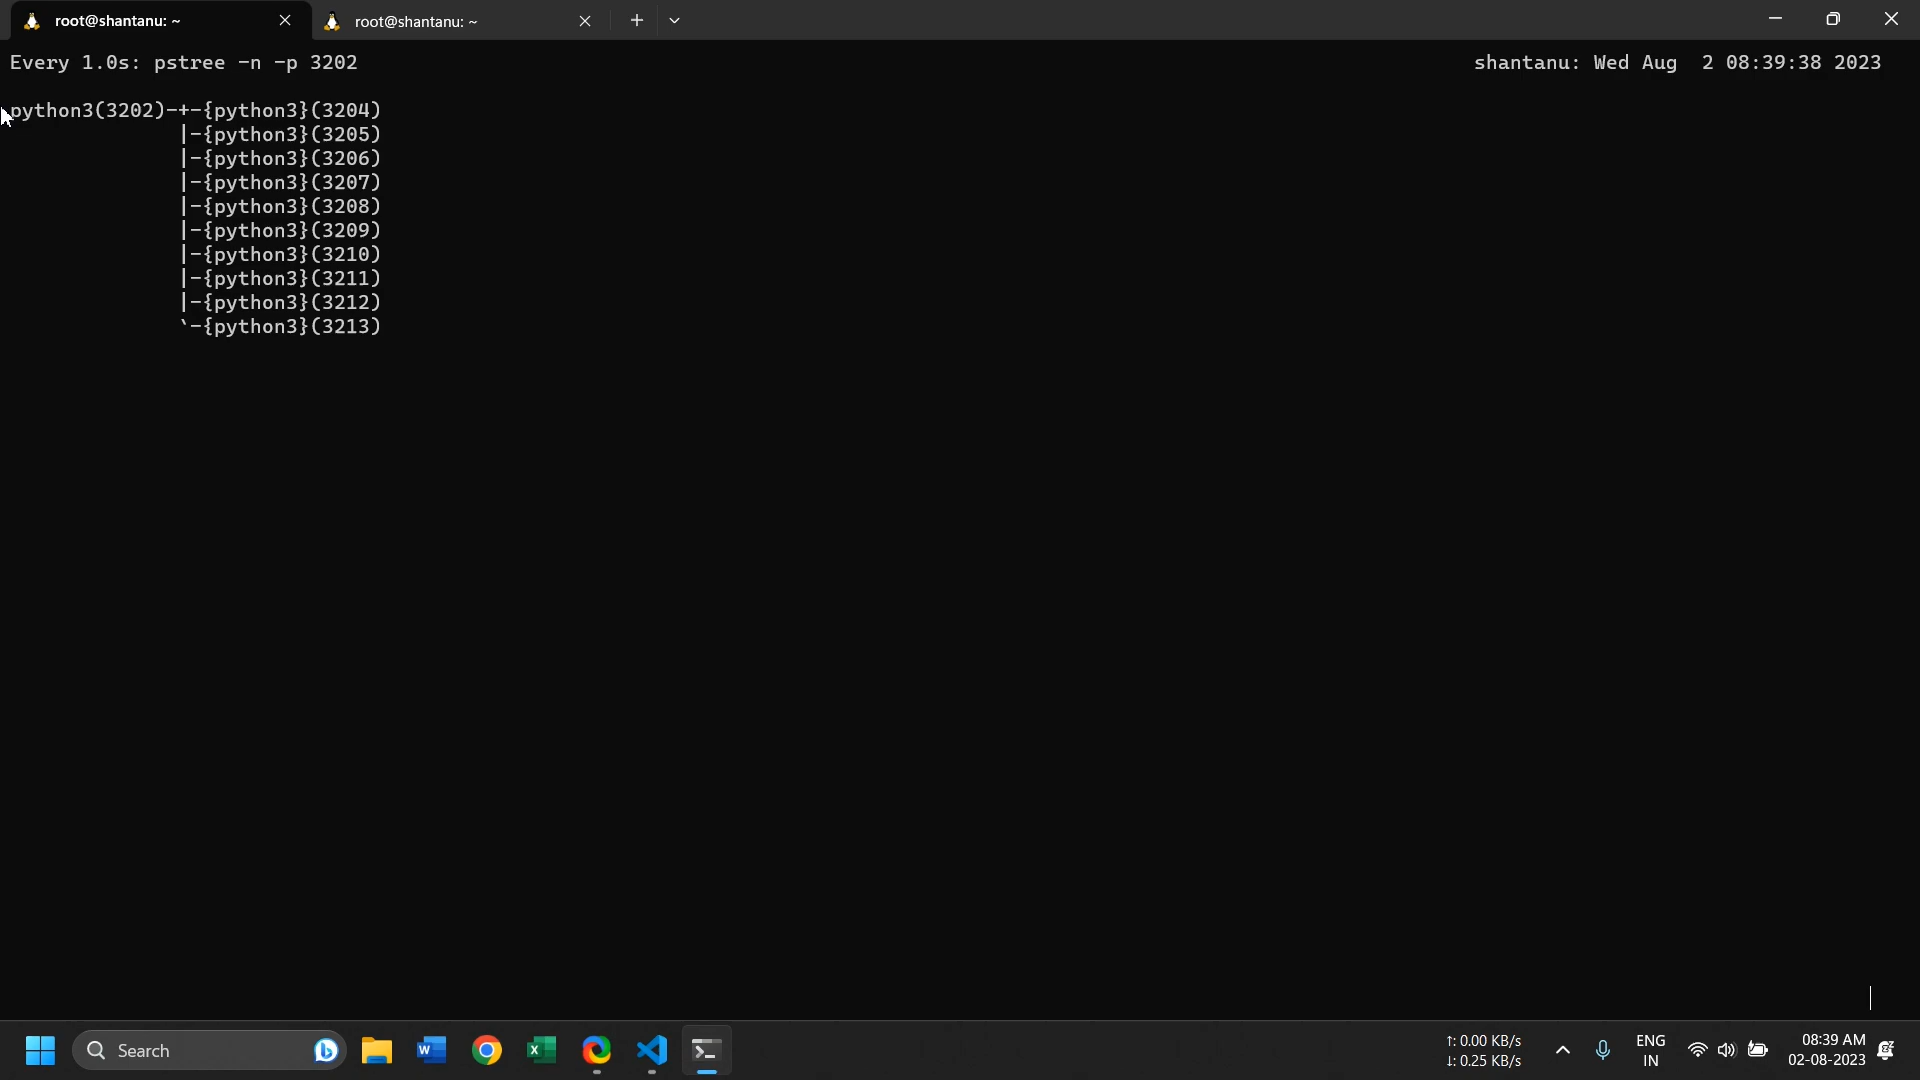 root@shantanu: ~
root@shantanu: ~
Every 1.0s: pstree -n -p 3202
shantanu: Wed Aug  2 08:39:38 2023
python3(3202)-+-{python3}(3204)
|-{python3}(3205)
|-{python3}(3206)
|-{python3}(3207)
|-{python3}(3208)
|-{python3}(3209)
|-{python3}(3210)
|-{python3}(3211)
|-{python3}(3212)
`-{python3}(3213)
Search
↑: 0.00 KB/s
↓: 0.25 KB/s
ENG
IN
08:39 AM
02-08-2023